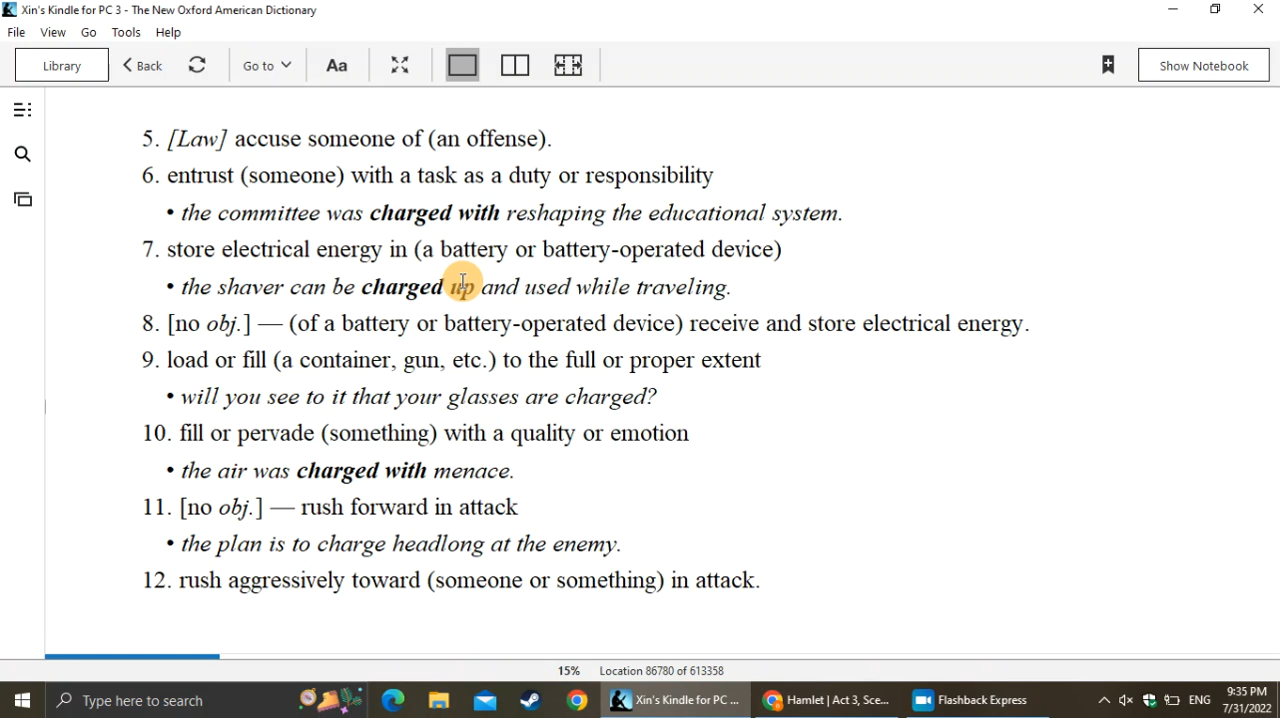 Xin's Kindle for PC 3 - The New Oxford American Dictionary
File View Go Tools Help
Library Back Go to Aa Show Notebook
5. [Law] accuse someone of (an offense).
6. entrust (someone) with a task as a duty or responsibility
• the committee was charged with reshaping the educational system.
7. store electrical energy in (a battery or battery-operated device)
• the shaver can be charged up and used while traveling.
8. [no obj.] — (of a battery or battery-operated device) receive and store electrical energy.
9. load or fill (a container, gun, etc.) to the full or proper extent
• will you see to it that your glasses are charged?
10. fill or pervade (something) with a quality or emotion
• the air was charged with menace.
11. [no obj.] — rush forward in attack
• the plan is to charge headlong at the enemy.
12. rush aggressively toward (someone or something) in attack.
15% Location 86780 of 613358
Type here to search Xin's Kindle for PC ... Hamlet | Act 3, Sce... Flashback Express ENG 9:35 PM
7/31/2022